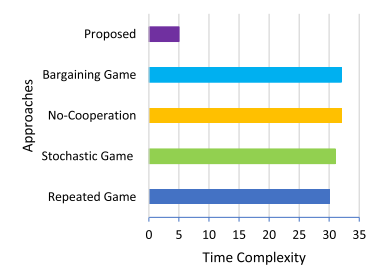 Proposed
Bargaining Game
No-Cooperation
Stochastic Game
Repeated Game
Approaches
0 5 10 15 20 25 30 35
Time Complexity